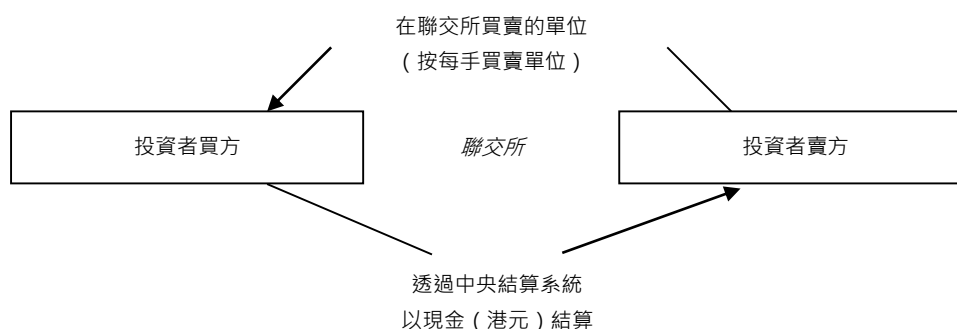 在聯交所買賣的單位
（按每手買賣單位）
投資者買方
聯交所
投資者賣方
透過中央結算系統
以現金（港元）結算